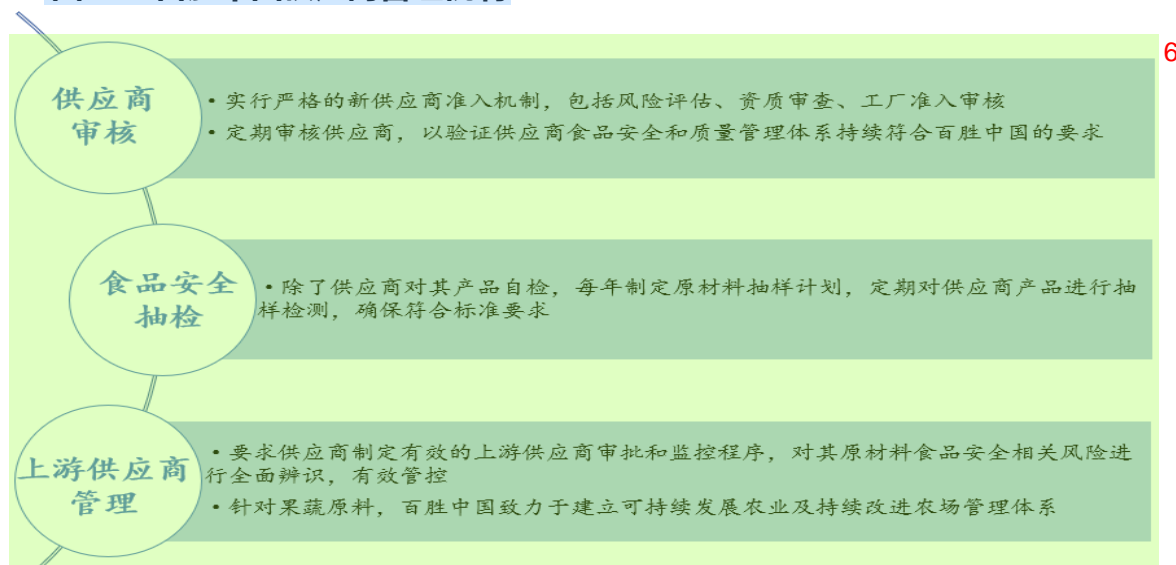 6
供应商
审核
•实行严格的新供应商准入机制，包括风险评估、资质审查、工厂准入审核
•定期审核供应商，以验证供应商食品安全和质量管理体系持续符合百胜中国的要求
食品安全
抽检
•除了供应商对其产品自检，每年制定原材料抽样计划，定期对供应商产品进行抽
样检测，确保符合标准要求
上游供应商
管理
•要求供应商制定有效的上游供应商审批和监控程序，对其原材料食品安全相关风险进
行全面辨识，有效管控
•针对果蔬原料，百胜中国致力于建立可持续发展农业及持续改进农场管理体系